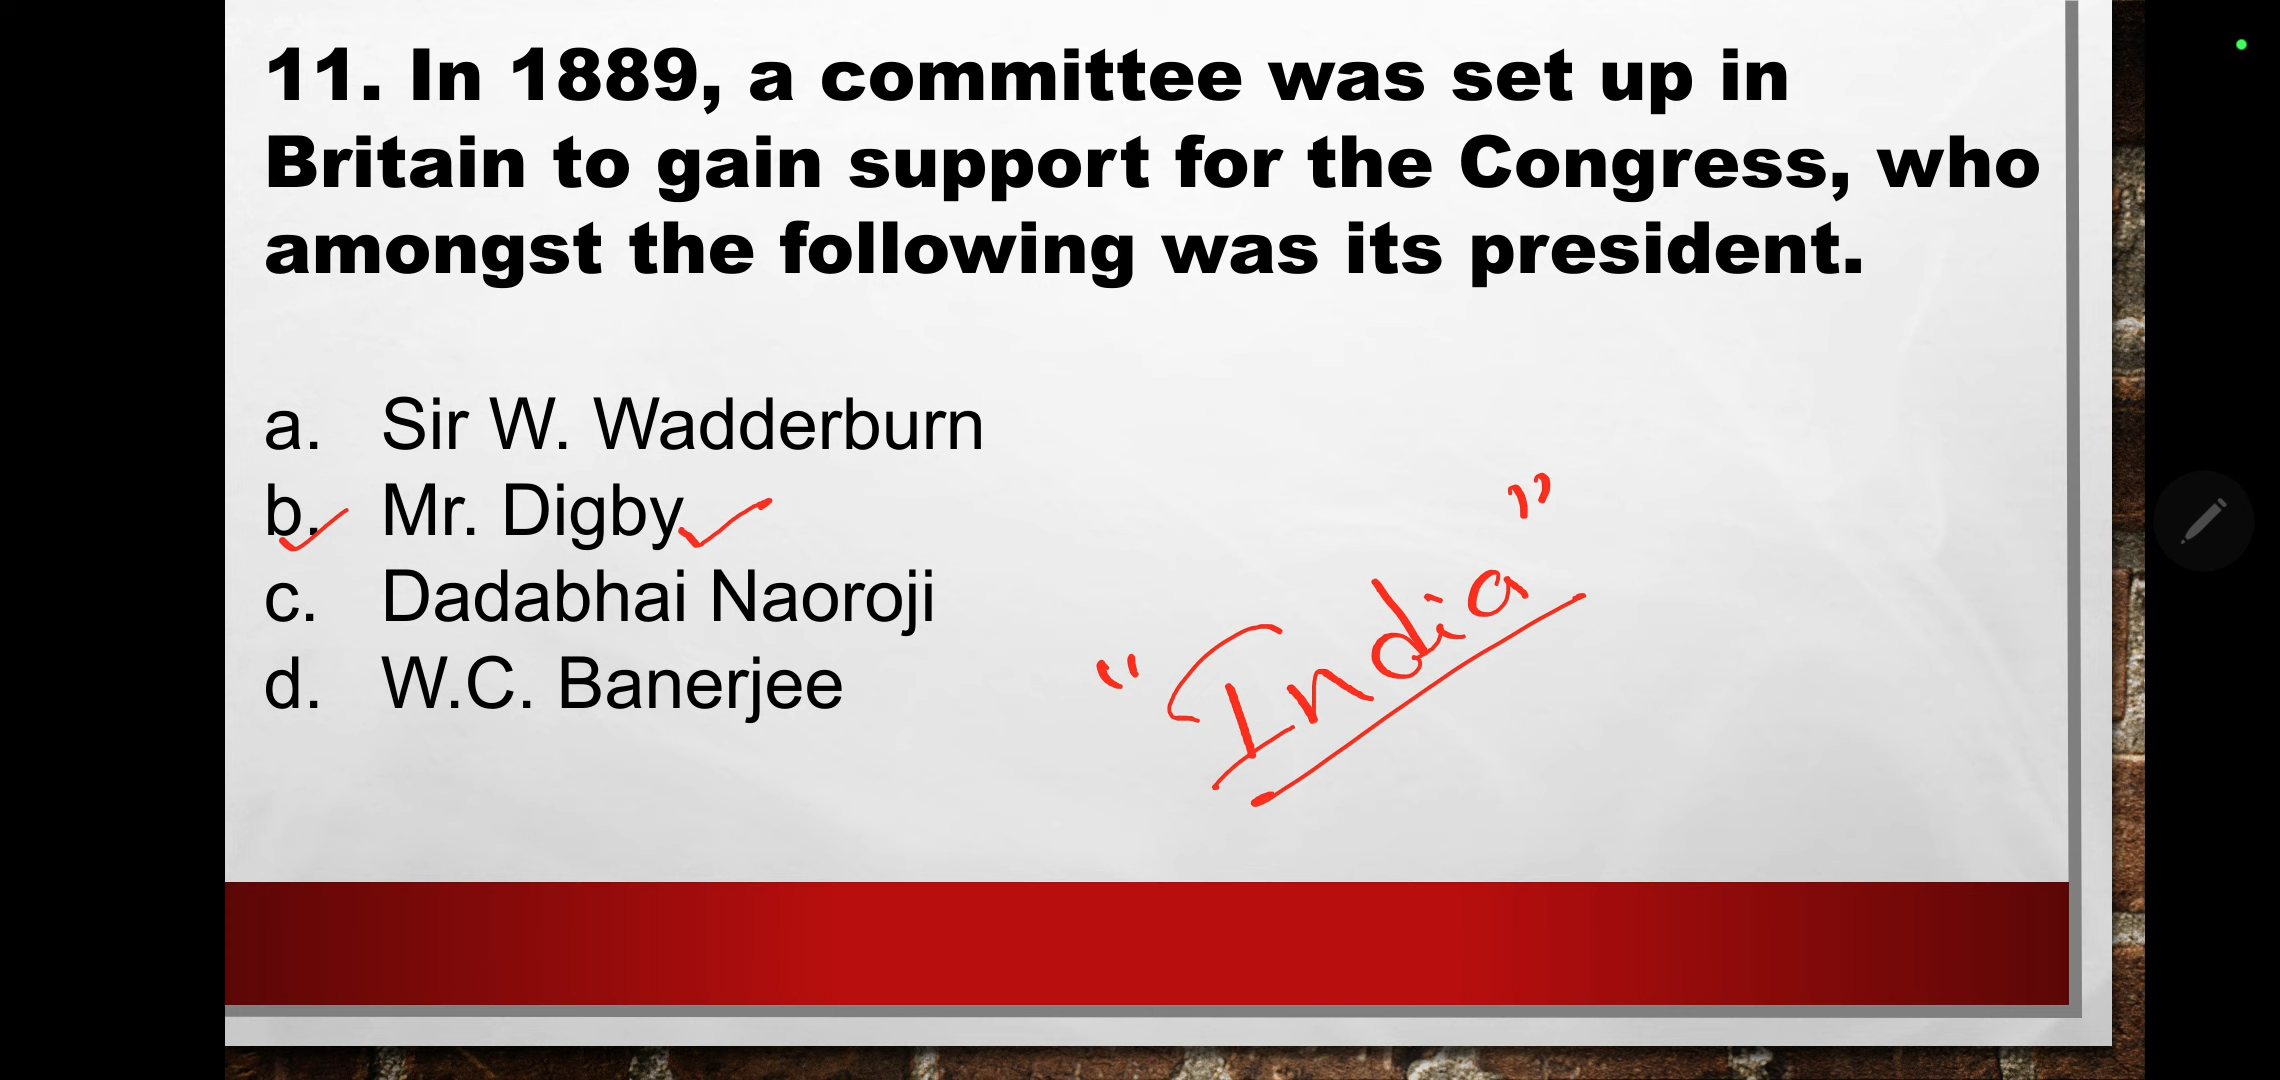 11. In 1889, a committee was set up in
Britain to gain support for the Congress, who
amongst the following was its president.
a. Sir W. Wadderburn
b. Mr. Digby
c. Dadabhai Naoroji
d. W.C. Banerjee
"India"